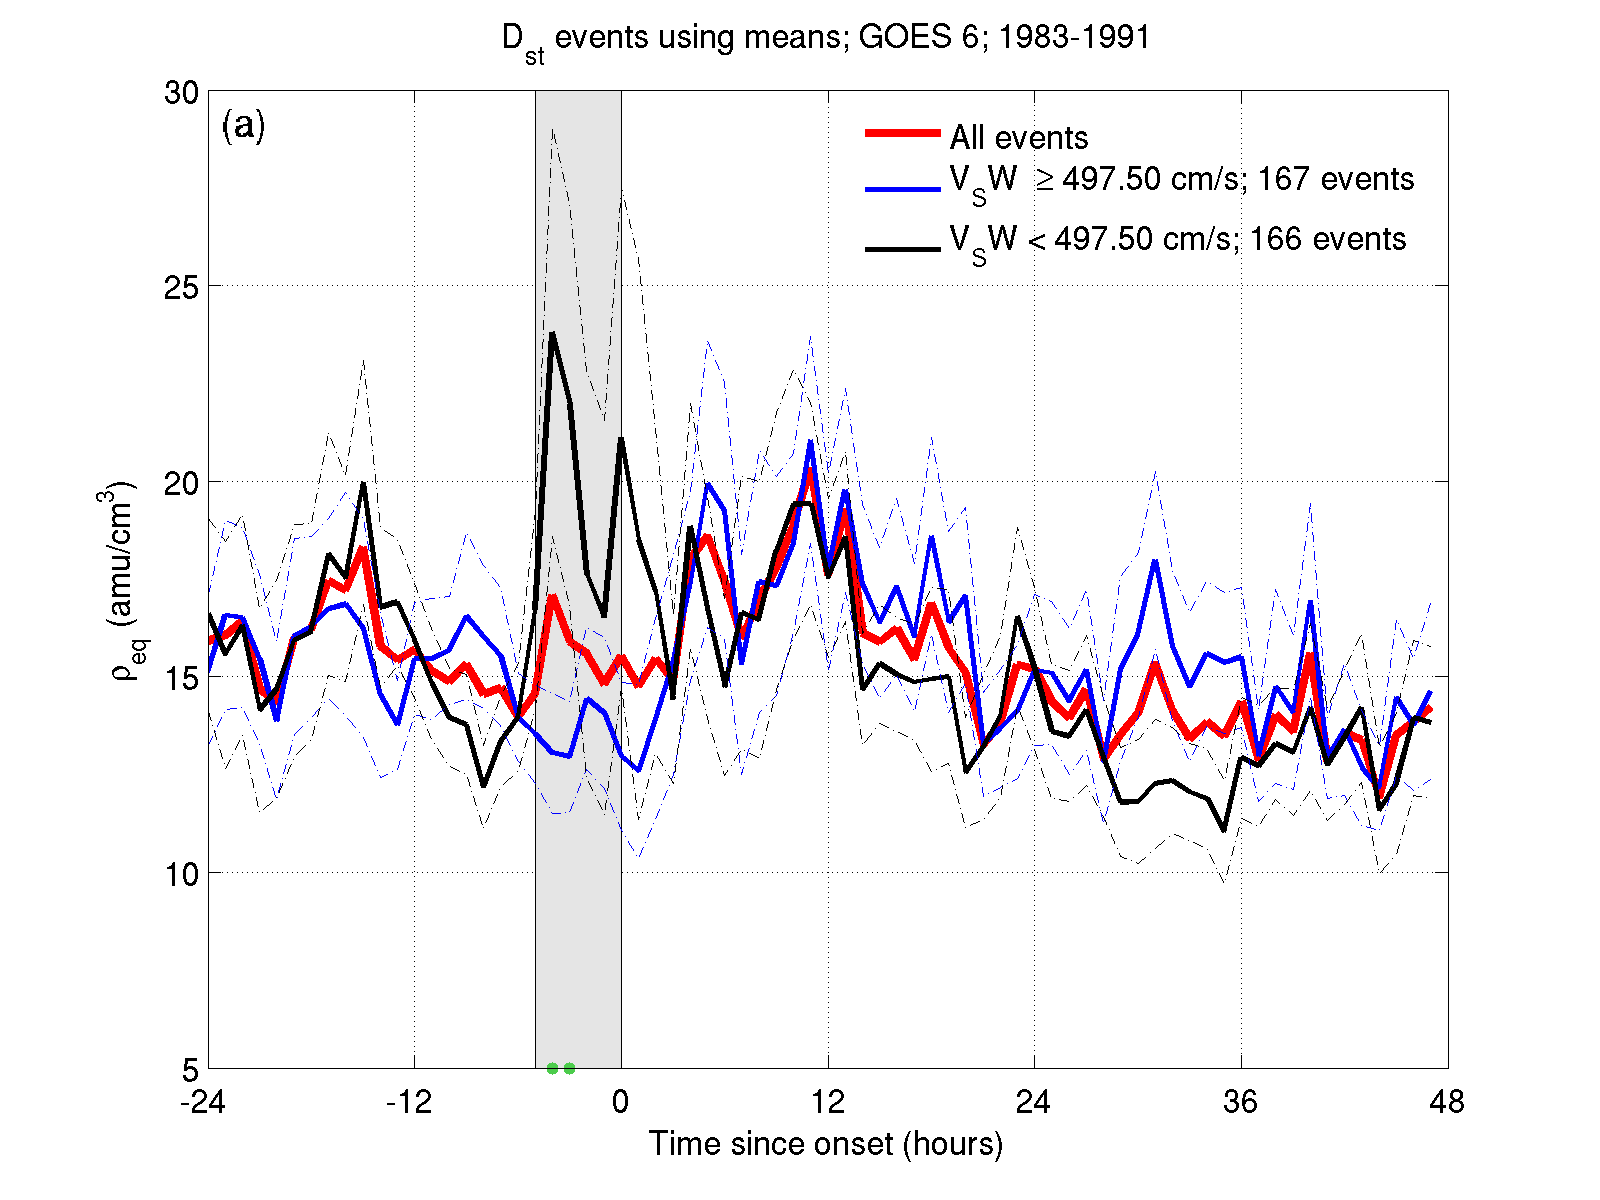 D_st events using means; GOES 6; 1983-1991
(a)
All events
V_SW ≥ 497.50 cm/s; 167 events
V_SW < 497.50 cm/s; 166 events
30
25
20
15
10
5
ρ_eq (amu/cm³)
-24 -12 0 12 24 36 48
Time since onset (hours)